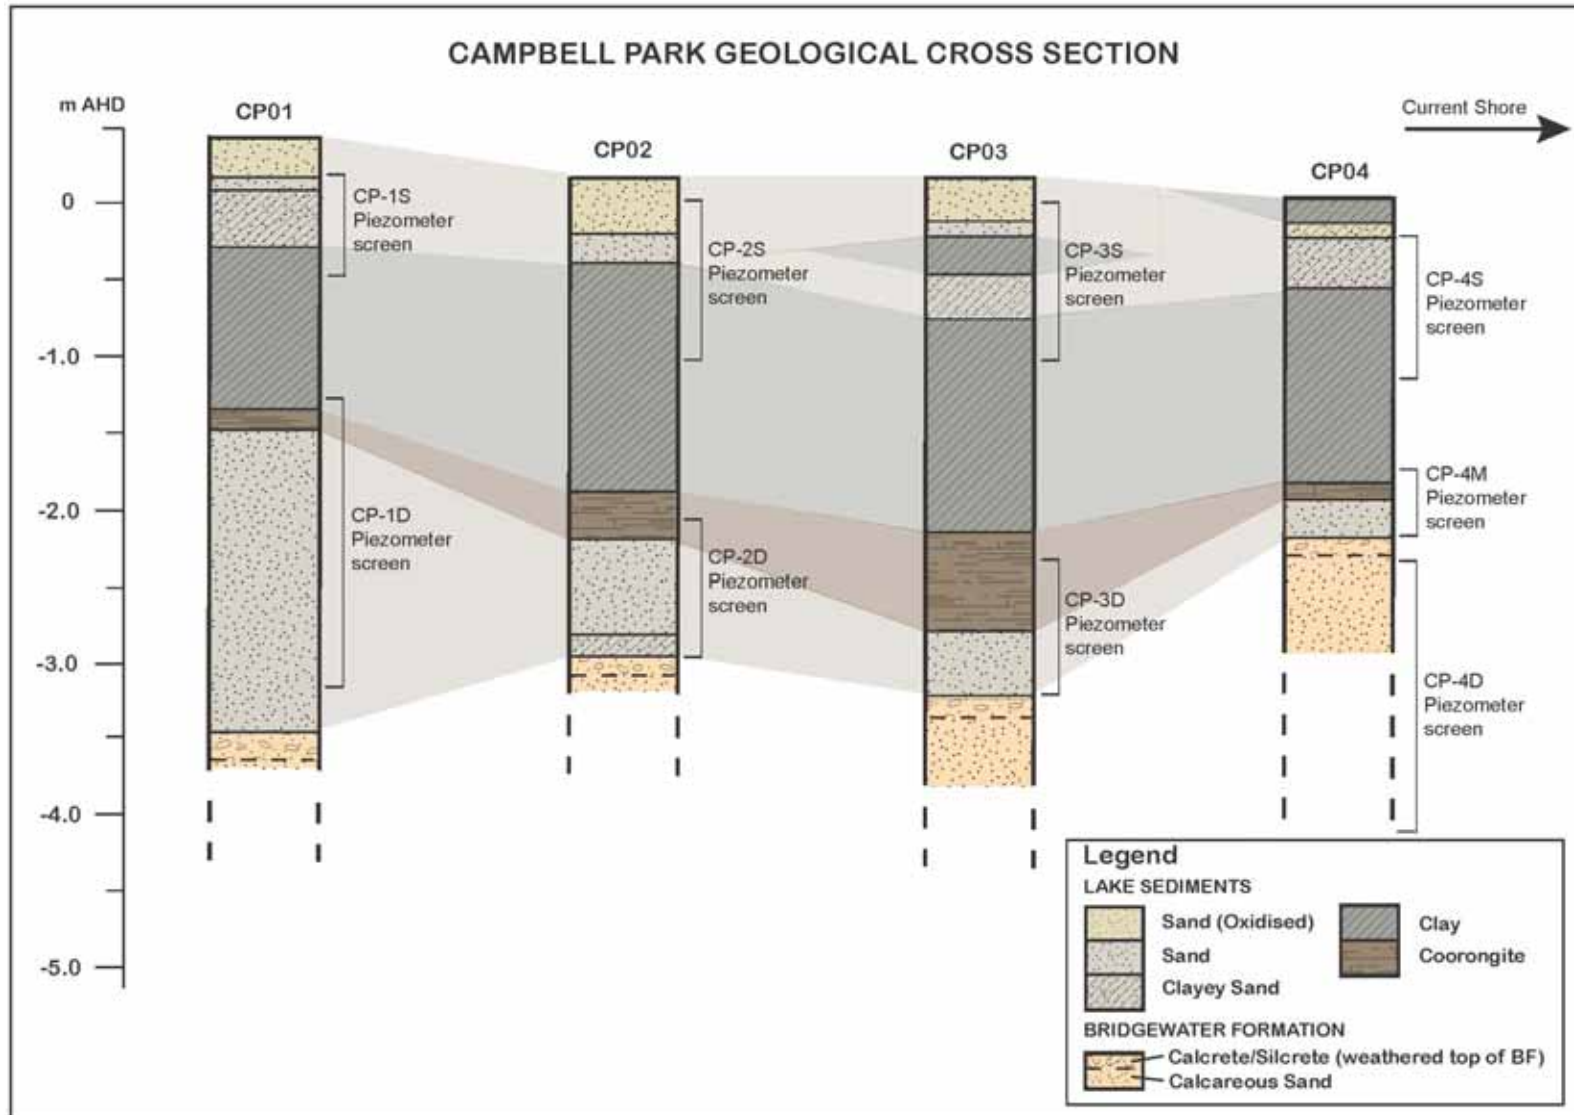 CAMPBELL PARK GEOLOGICAL CROSS SECTION
m AHD
CP01
CP02
CP03
CP04
Current Shore
0
-1.0
-2.0
-3.0
-4.0
-5.0
CP-1S
Piezometer
screen
CP-1D
Piezometer
screen
CP-2S
Piezometer
screen
CP-2D
Piezometer
screen
CP-3S
Piezometer
screen
CP-3D
Piezometer
screen
CP-4S
Piezometer
screen
CP-4M
Piezometer
screen
CP-4D
Piezometer
screen
Legend
LAKE SEDIMENTS
Sand (Oxidised)
Sand
Clayey Sand
Clay
Coorongite
BRIDGEWATER FORMATION
Calcrete/Silcrete (weathered top of BF)
Calcareous Sand